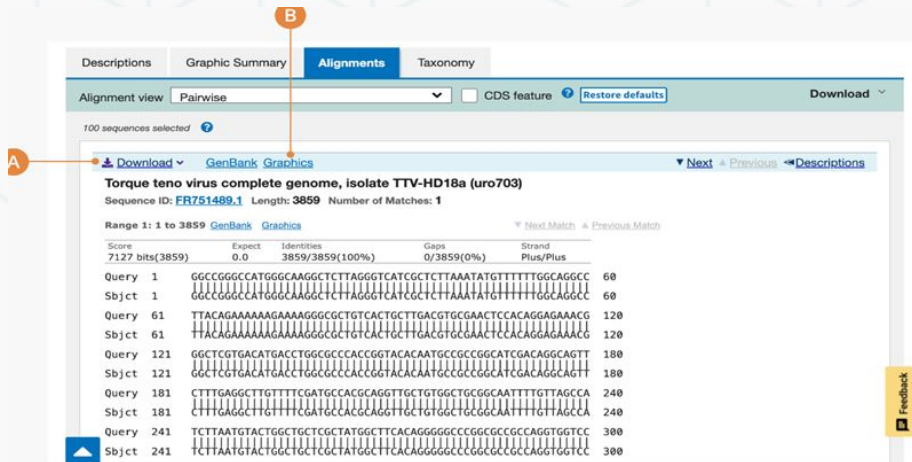 B
Descriptions Graphic Summary Alignments Taxonomy
Alignment view Pairwise CDS feature ? Restore defaults Download
100 sequences selected ?
A
Download GenBank Graphics Next Previous Descriptions
Torque teno virus complete genome, isolate TTV-HD18a (uro703)
Sequence ID: FR751489.1 Length: 3859 Number of Matches: 1
Range 1: 1 to 3859 GenBank Graphics Next Match Previous Match
Score Expect Identities Gaps Strand
7127 bits(3859) 0.0 3859/3859(100%) 0/3859(0%) Plus/Plus
Query 1 GGCCGGGCCATGGGCAAGGCTCTTAGGGTCATCGCTCTTAAATATGTTTTTTGGCAGGCC 60
Sbjct 1 GGCCGGGCCATGGGCAAGGCTCTTAGGGTCATCGCTCTTAAATATGTTTTTTGGCAGGCC 60
Query 61 TTACAGAAAAAAGAAAAGGGCGCTGTCACTGCTTGACGTGCGAACTCCACAGGAGAAACG 120
Sbjct 61 TTACAGAAAAAAGAAAAGGGCGCTGTCACTGCTTGACGTGCGAACTCCACAGGAGAAACG 120
Query 121 GGCTCGTGACATGACCTGGCGCCCACCGGTACACAATGCCGCCGGCATCGACAGGCAGTT 180
Sbjct 121 GGCTCGTGACATGACCTGGCGCCCACCGGTACACAATGCCGCCGGCATCGACAGGCAGTT 180
Query 181 CTTTGAGGCTTGTTTTCGATGCCACGCAGGTTGCTGTGGCTGCGGCAATTTTGTTAGCCA 240
Sbjct 181 CTTTGAGGCTTGTTTTCGATGCCACGCAGGTTGCTGTGGCTGCGGCAATTTTGTTAGCCA 240
Query 241 TCTTAATGTACTGGCTGCTCGCTATGGCTTCACAGGGGGCCCGGCGCCGCCAGGTGGTCC 300
Sbjct 241 TCTTAATGTACTGGCTGCTCGCTATGGCTTCACAGGGGGCCCGGCGCCGCCAGGTGGTCC 300
Feedback